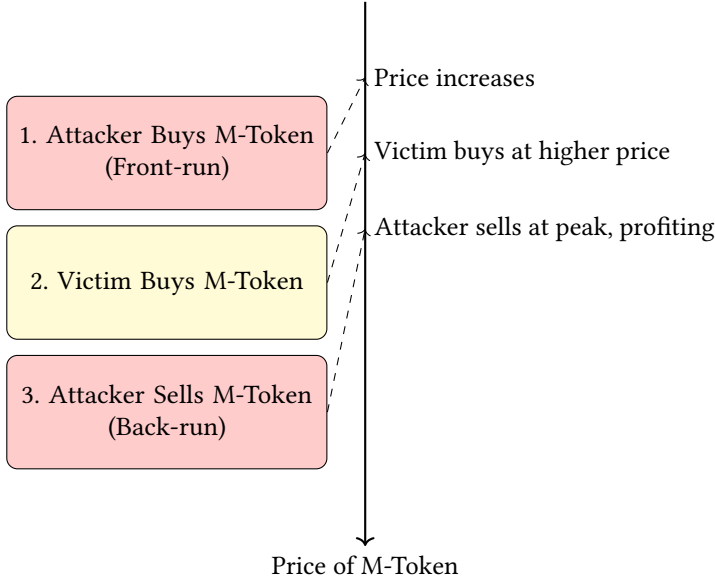 Price increases
1. Attacker Buys M-Token
(Front-run)
Victim buys at higher price
Attacker sells at peak, profiting
2. Victim Buys M-Token
3. Attacker Sells M-Token
(Back-run)
Price of M-Token